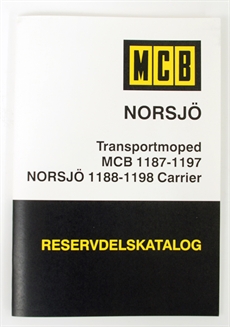 MCB
NORSJÖ
Transportmoped
MCB 1187-1197
NORSJÖ 1188-1198 Carrier
RESERVDELSKATALOG